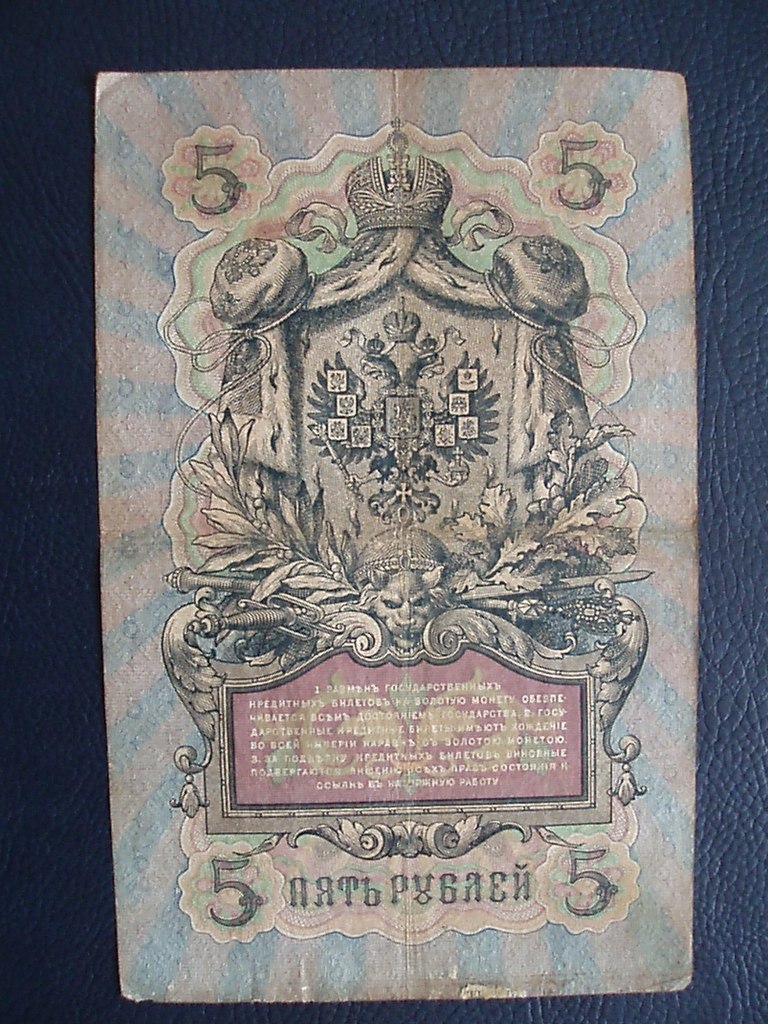 5 5
1 РАЗМѢНЪ ГОСУДАРСТВЕННЫХЪ
КРЕДИТНЫХЪ БИЛЕТОВЪ НА ЗОЛОТУЮ МОНЕТУ ОБЕЗПЕ-
ЧИВАЕТСЯ ВСѢМЪ ДОСТОЯНІЕМЪ ГОСУДАРСТВА. 2. ГОСУ-
ДАРСТВЕННЫЕ КРЕДИТНЫЕ БИЛЕТЫ ИМѢЮТЪ ХОЖДЕНІЕ
ВО ВСЕЙ ИМПЕРІИ НАРАВНѢ СЪ ЗОЛОТОЮ МОНЕТОЮ.
3. ЗА ПОДДѢЛКУ КРЕДИТНЫХЪ БИЛЕТОВЪ ВИНОВНЫЕ
ПОДВЕРГАЮТСЯ ЛИШЕНІЮ ВСѢХЪ ПРАВЪ СОСТОЯНІЯ И
ССЫЛКѢ ВЪ КАТОРЖНУЮ РАБОТУ
5 ПЯТЬ РУБЛЕЙ 5